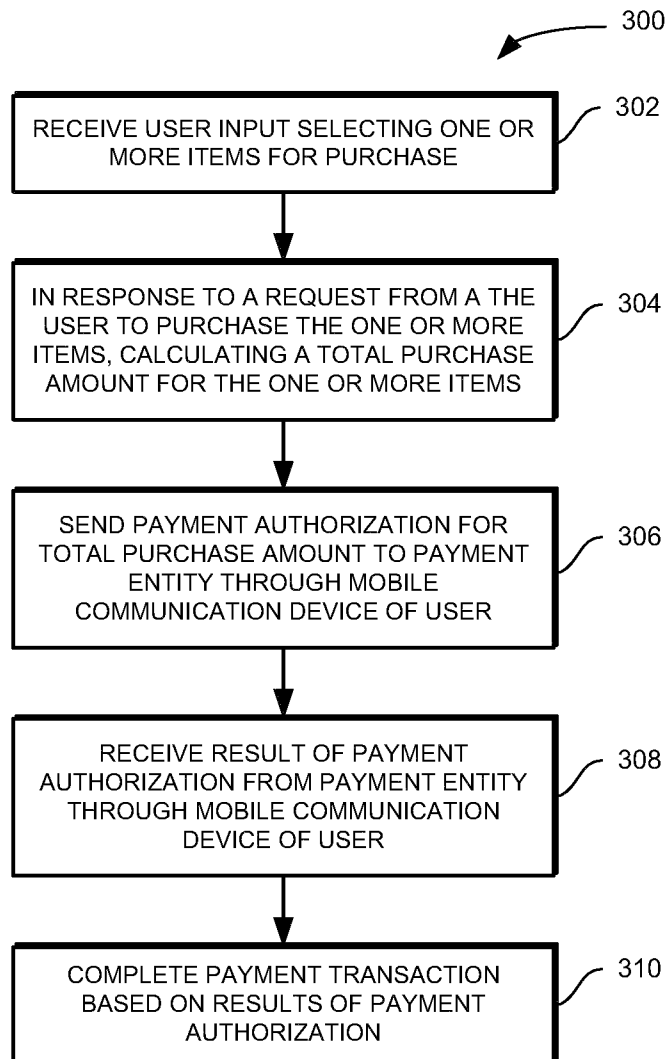 300
302
RECEIVE USER INPUT SELECTING ONE OR
MORE ITEMS FOR PURCHASE
304
IN RESPONSE TO A REQUEST FROM A THE
USER TO PURCHASE THE ONE OR MORE
ITEMS, CALCULATING A TOTAL PURCHASE
AMOUNT FOR THE ONE OR MORE ITEMS
306
SEND PAYMENT AUTHORIZATION FOR
TOTAL PURCHASE AMOUNT TO PAYMENT
ENTITY THROUGH MOBILE
COMMUNICATION DEVICE OF USER
308
RECEIVE RESULT OF PAYMENT
AUTHORIZATION FROM PAYMENT ENTITY
THROUGH MOBILE COMMUNICATION
DEVICE OF USER
310
COMPLETE PAYMENT TRANSACTION
BASED ON RESULTS OF PAYMENT
AUTHORIZATION